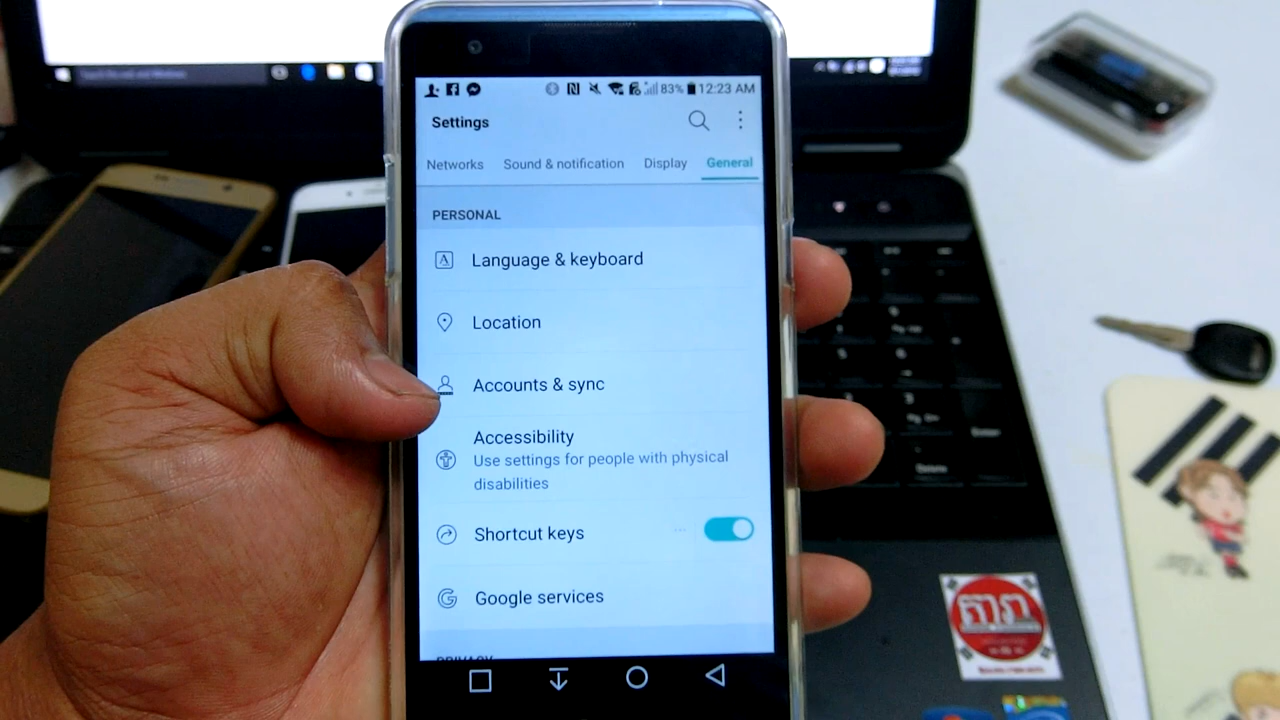 83% 12:23 AM
Settings
Networks Sound & notification Display General
PERSONAL
Language & keyboard
Location
Accounts & sync
Accessibility
Use settings for people with physical
disabilities
Shortcut keys ...
Google services
PRIVACY